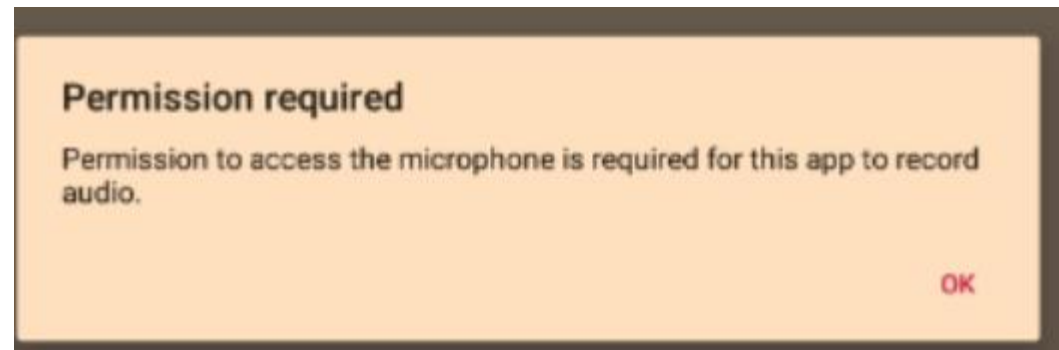 Permission required
Permission to access the microphone is required for this app to record
audio.
OK